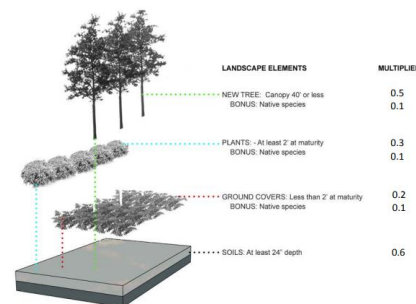 LANDSCAPE ELEMENTS MULTIPLIER
NEW TREE: Canopy 40' or less 0.5
BONUS: Native species 0.1
PLANTS: - At least 2' at maturity 0.3
BONUS: Native species 0.1
GROUND COVERS: Less than 2' at maturity 0.2
BONUS: Native species 0.1
SOILS: At least 24" depth 0.6